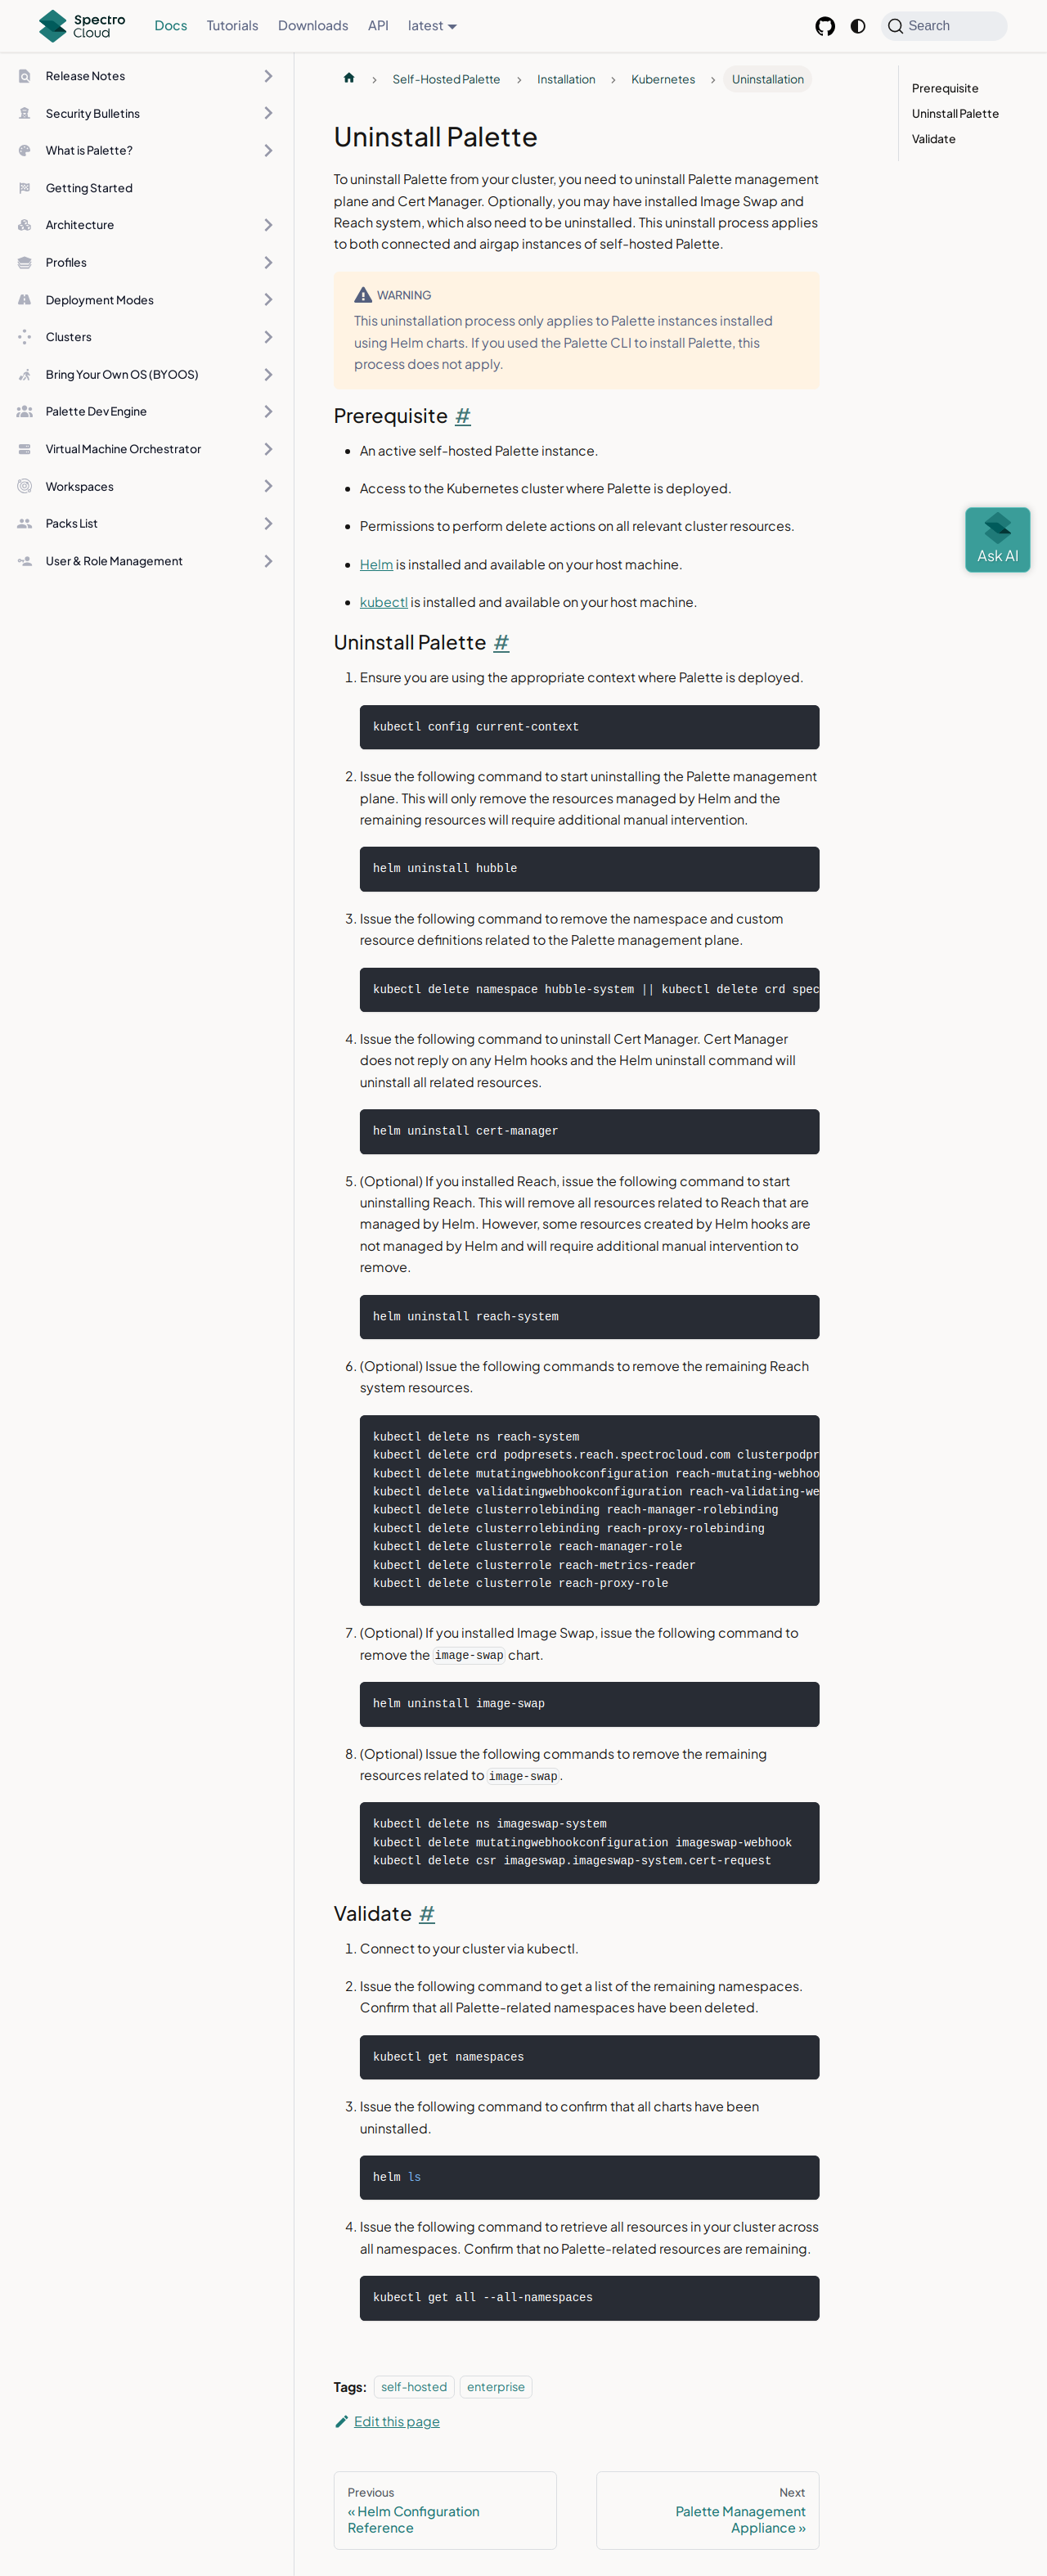 Spectro Cloud
Docs
Tutorials
Downloads
API
latest
Search
Release Notes
Security Bulletins
What is Palette?
Getting Started
Architecture
Profiles
Deployment Modes
Clusters
Bring Your Own OS (BYOOS)
Palette Dev Engine
Virtual Machine Orchestrator
Workspaces
Packs List
User & Role Management
Self-Hosted Palette
Installation
Kubernetes
Uninstallation
Uninstall Palette
To uninstall Palette from your cluster, you need to uninstall Palette management
plane and Cert Manager. Optionally, you may have installed Image Swap and
Reach system, which also need to be uninstalled. This uninstall process applies
to both connected and airgap instances of self-hosted Palette.
WARNING
This uninstallation process only applies to Palette instances installed
using Helm charts. If you used the Palette CLI to install Palette, this
process does not apply.
Prerequisite #
An active self-hosted Palette instance.
Access to the Kubernetes cluster where Palette is deployed.
Permissions to perform delete actions on all relevant cluster resources.
Helm is installed and available on your host machine.
kubectl is installed and available on your host machine.
Uninstall Palette #
1. Ensure you are using the appropriate context where Palette is deployed.
kubectl config current-context
2. Issue the following command to start uninstalling the Palette management
plane. This will only remove the resources managed by Helm and the
remaining resources will require additional manual intervention.
helm uninstall hubble
3. Issue the following command to remove the namespace and custom
resource definitions related to the Palette management plane.
kubectl delete namespace hubble-system || kubectl delete crd spec
4. Issue the following command to uninstall Cert Manager. Cert Manager
does not reply on any Helm hooks and the Helm uninstall command will
uninstall all related resources.
helm uninstall cert-manager
5. (Optional) If you installed Reach, issue the following command to start
uninstalling Reach. This will remove all resources related to Reach that are
managed by Helm. However, some resources created by Helm hooks are
not managed by Helm and will require additional manual intervention to
remove.
helm uninstall reach-system
6. (Optional) Issue the following commands to remove the remaining Reach
system resources.
kubectl delete ns reach-system
kubectl delete crd podpresets.reach.spectrocloud.com clusterpodpr
kubectl delete mutatingwebhookconfiguration reach-mutating-webhoo
kubectl delete validatingwebhookconfiguration reach-validating-we
kubectl delete clusterrolebinding reach-manager-rolebinding
kubectl delete clusterrolebinding reach-proxy-rolebinding
kubectl delete clusterrole reach-manager-role
kubectl delete clusterrole reach-metrics-reader
kubectl delete clusterrole reach-proxy-role
7. (Optional) If you installed Image Swap, issue the following command to
remove the image-swap chart.
helm uninstall image-swap
8. (Optional) Issue the following commands to remove the remaining
resources related to image-swap.
kubectl delete ns imageswap-system
kubectl delete mutatingwebhookconfiguration imageswap-webhook
kubectl delete csr imageswap.imageswap-system.cert-request
Validate #
1. Connect to your cluster via kubectl.
2. Issue the following command to get a list of the remaining namespaces.
Confirm that all Palette-related namespaces have been deleted.
kubectl get namespaces
3. Issue the following command to confirm that all charts have been
uninstalled.
helm ls
4. Issue the following command to retrieve all resources in your cluster across
all namespaces. Confirm that no Palette-related resources are remaining.
kubectl get all --all-namespaces
Tags: self-hosted enterprise
Edit this page
Previous
« Helm Configuration
Reference
Next
Palette Management
Appliance »
Prerequisite
Uninstall Palette
Validate
Ask AI